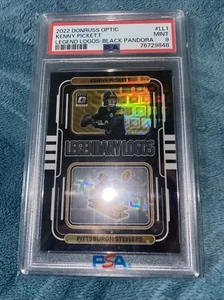 2022 DONRUSS OPTIC #LL1
KENNY PICKETT MINT
LEGEND.LOGOS-BLACK PANDORA 9
PSA 76729848
OPTIC
KENNY PICKETT
LEGENDARY LOGOS
PITTSBURGH STEELERS
PSA